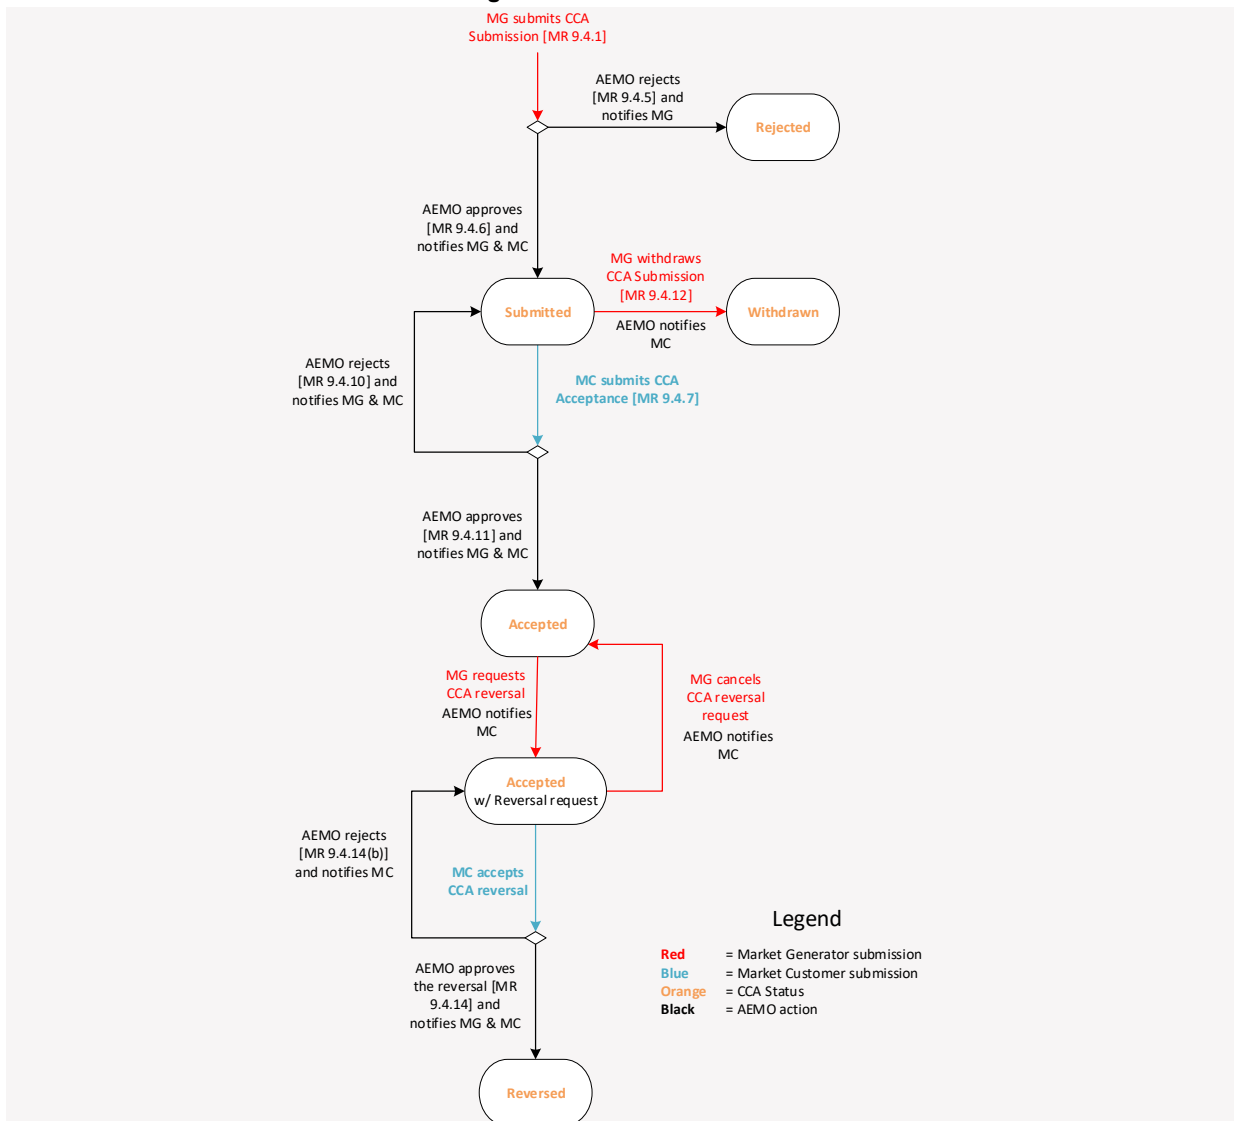 MG submits CCA
Submission [MR 9.4.1]
AEMO rejects
[MR 9.4.5] and
notifies MG
Rejected
AEMO approves
[MR 9.4.6] and
notifies MG & MC
MG withdraws
CCA Submission
[MR 9.4.12]
AEMO notifies
MC
Submitted
Withdrawn
AEMO rejects
[MR 9.4.10] and
notifies MG & MC
MC submits CCA
Acceptance [MR 9.4.7]
AEMO approves
[MR 9.4.11] and
notifies MG & MC
Accepted
MG requests
CCA reversal
AEMO notifies
MC
MG cancels
CCA reversal
request
AEMO notifies
MC
Accepted
w/ Reversal request
AEMO rejects
[MR 9.4.14(b)]
and notifies MC
MC accepts
CCA reversal
AEMO approves
the reversal [MR
9.4.14] and
notifies MG & MC
Reversed
Legend
Red = Market Generator submission
Blue = Market Customer submission
Orange = CCA Status
Black = AEMO action